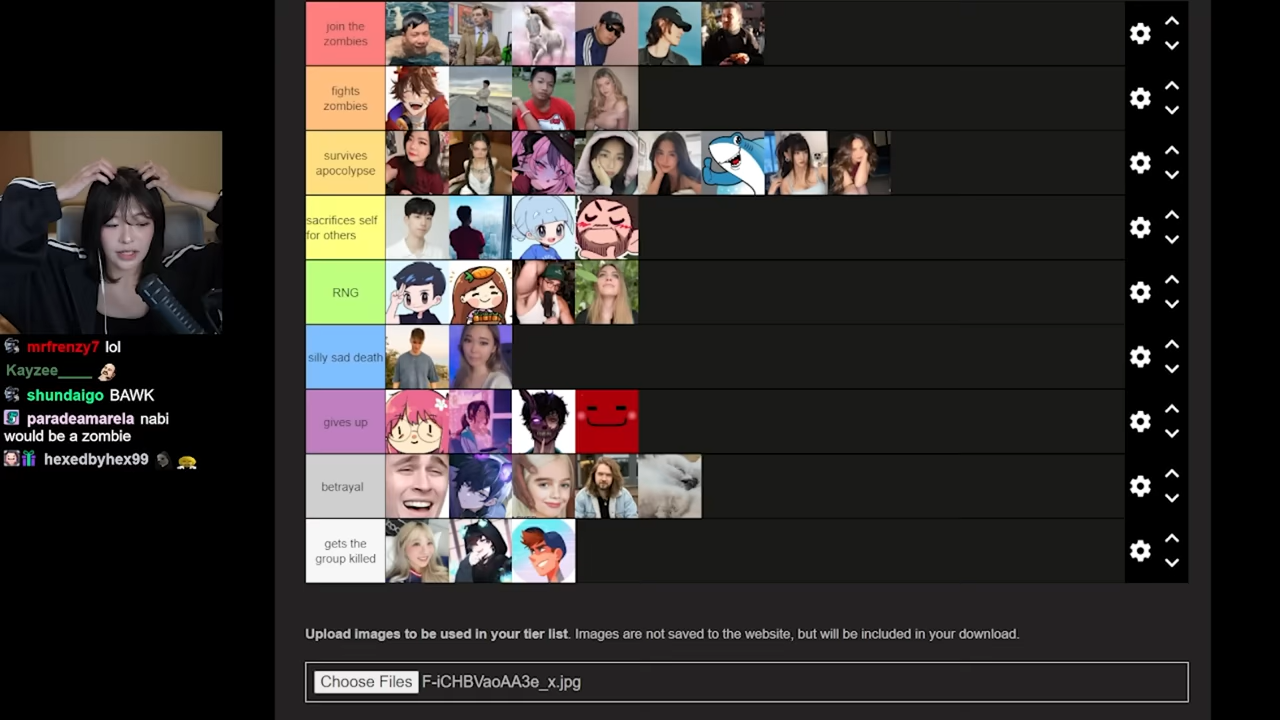 join the
zombies
fights
zombies
survives
apocolypse
sacrifices self
for others
RNG
silly sad death
gives up
betrayal
gets the
group killed
mrfrenzy7 lol
Kayzee____
shundaigo BAWK
paradeamarela nabi
would be a zombie
hexedbyhex99
Upload images to be used in your tier list. Images are not saved to the website, but will be included in your download.
Choose Files F-iCHBVaoAA3e_x.jpg